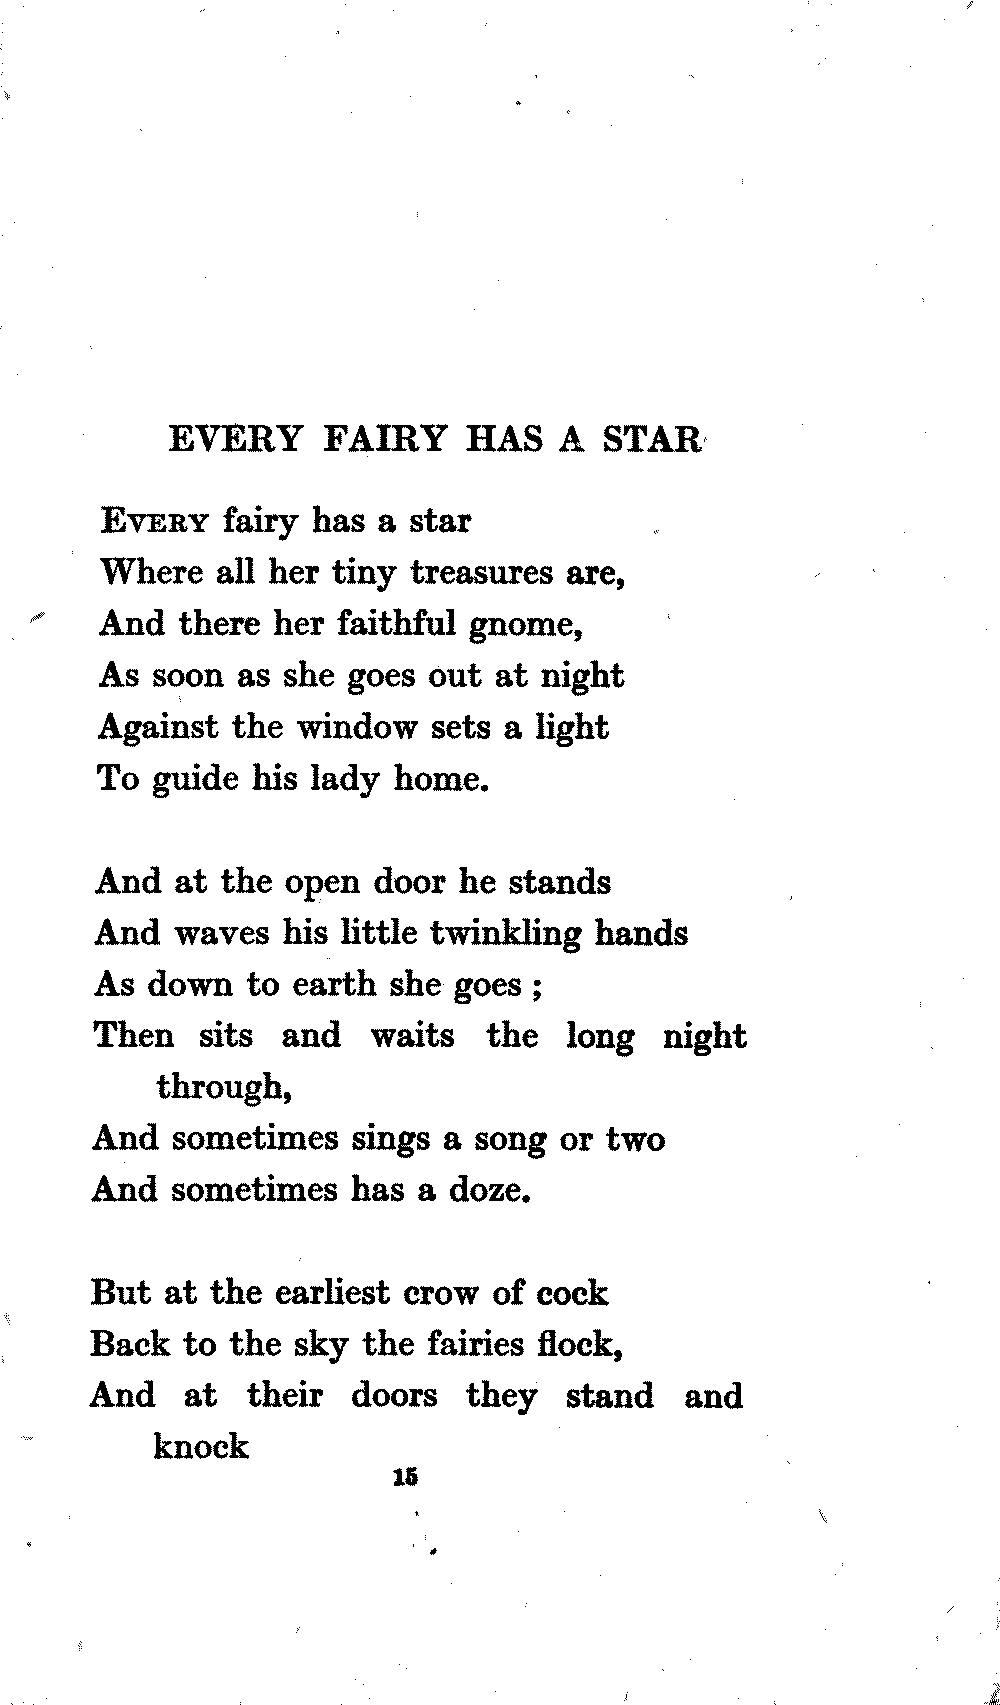 EVERY FAIRY HAS A STAR
EVERY fairy has a star
Where all her tiny treasures are,
And there her faithful gnome,
As soon as she goes out at night
Against the window sets a light
To guide his lady home.
And at the open door he stands
And waves his little twinkling hands
As down to earth she goes ;
Then sits and waits the long night
through,
And sometimes sings a song or two
And sometimes has a doze.
But at the earliest crow of cock
Back to the sky the fairies flock,
And at their doors they stand and
knock
15